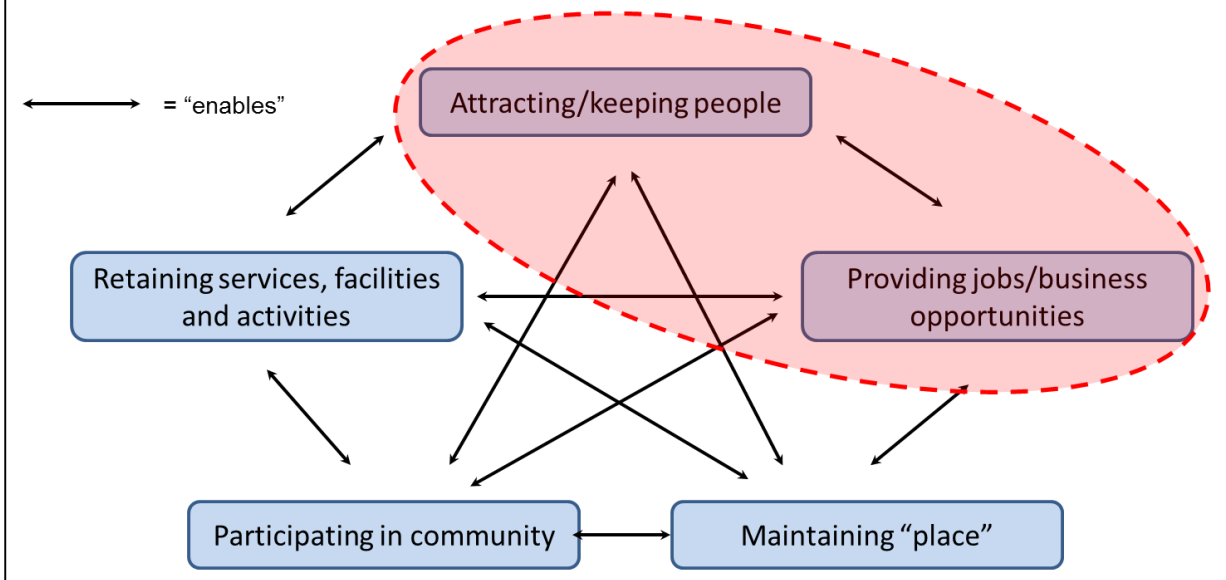 Attracting/keeping people
= “enables”
Retaining services, facilities
and activities
Providing jobs/business
opportunities
Participating in community
Maintaining “place”